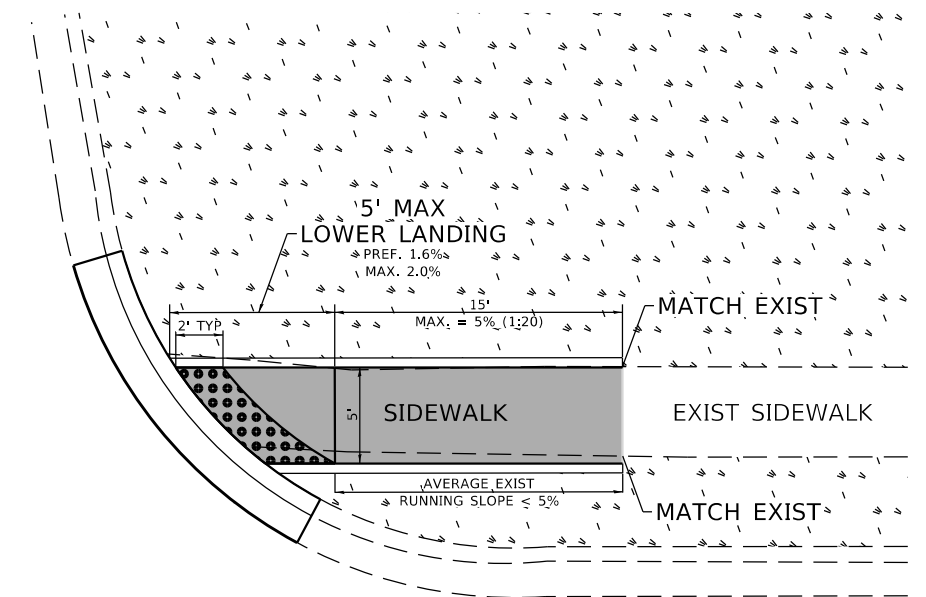 5' MAX
LOWER LANDING
PREF. 1.6%
MAX. 2.0%
15'
MAX. = 5% (1:20)
MATCH EXIST
2' TYP
5'
SIDEWALK
EXIST SIDEWALK
AVERAGE EXIST
RUNNING SLOPE < 5%
MATCH EXIST